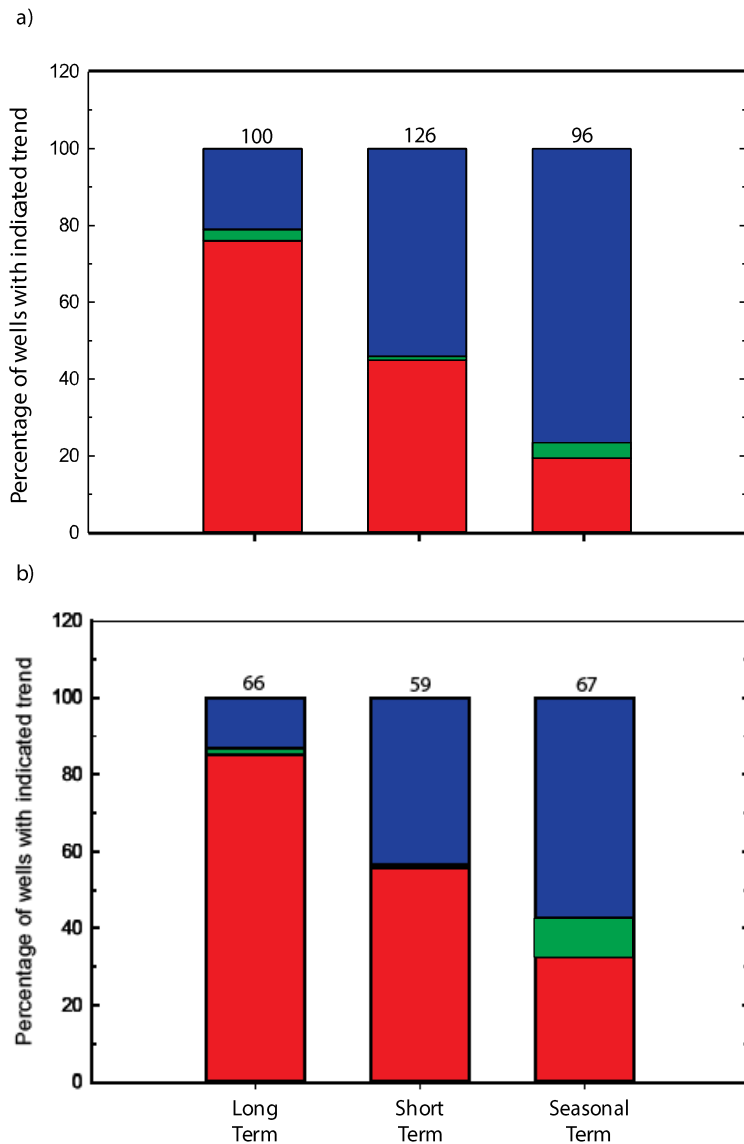 a)
120
100 126 96
100
80
60
40
20
0
Percentage of wells with indicated trend
b)
120
66 59 67
100
80
60
40
20
0
Percentage of wells with indicated trend
Long Short Seasonal
Term Term Term